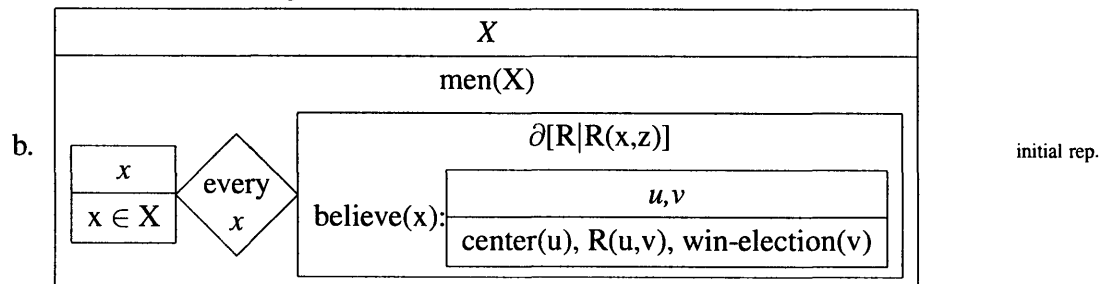 X
men(X)
b.
x
x ∈ X
every
x
∂[R|R(x,z)]
believe(x):
u,v
center(u), R(u,v), win-election(v)
initial rep.